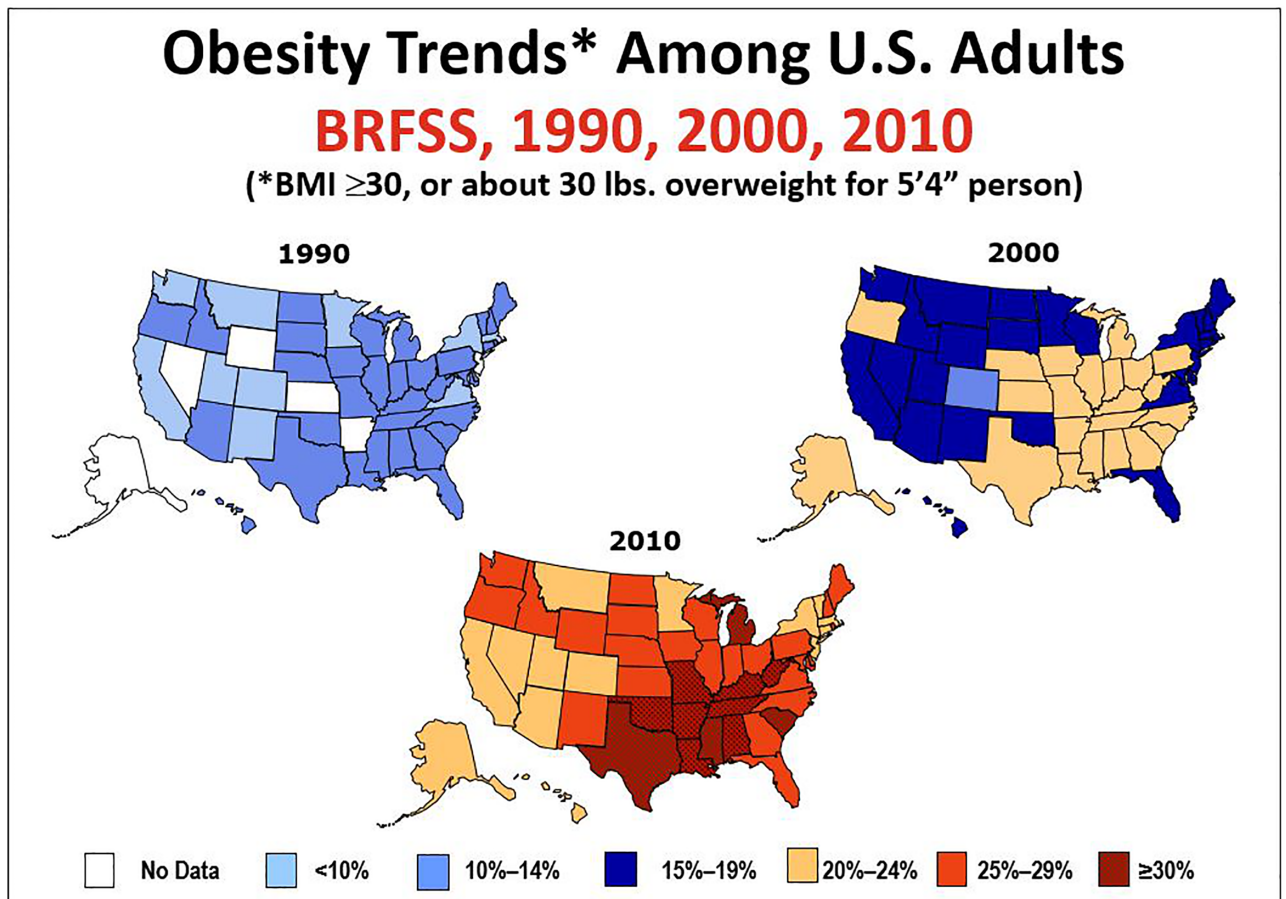 Obesity Trends* Among U.S. Adults
BRFSS, 1990, 2000, 2010
(*BMI ≥30, or about 30 lbs. overweight for 5’4” person)
1990
2000
2010
No Data
<10%
10%–14%
15%–19%
20%–24%
25%–29%
≥30%